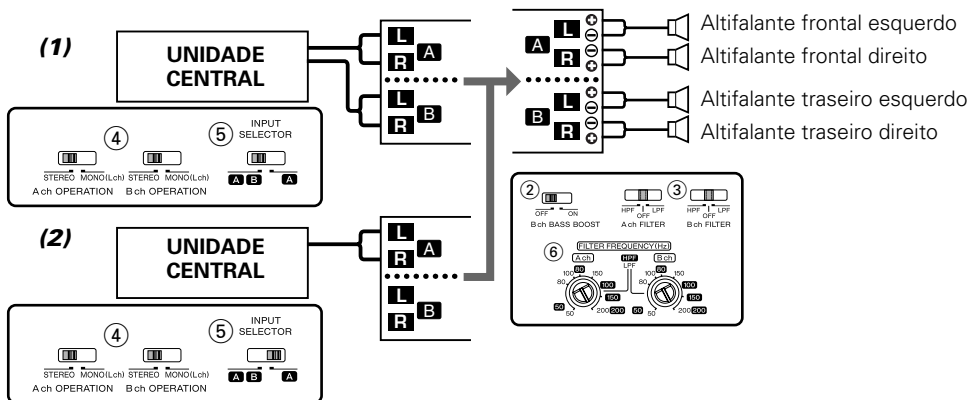 (1)
UNIDADE
CENTRAL
L
R
A
L
R
B
A
L
R
B
L
R
Altifalante frontal esquerdo
Altifalante frontal direito
Altifalante traseiro esquerdo
Altifalante traseiro direito
4
5
INPUT
SELECTOR
STEREO MONO(Lch) STEREO MONO(Lch) A B A
A ch OPERATION B ch OPERATION
(2)
UNIDADE
CENTRAL
L
R
A
L
R
B
4
5
INPUT
SELECTOR
STEREO MONO(Lch) STEREO MONO(Lch) A B A
A ch OPERATION B ch OPERATION
2
3
OFF ON HPF OFF LPF HPF OFF LPF
B ch BASS BOOST A ch FILTER B ch FILTER
6
FILTER FREQUENCY(Hz)
A ch HPF LPF B ch
80 100 150 80 100 150
80 100 150 80 100 150
50 50 200 200 50 50 200 200